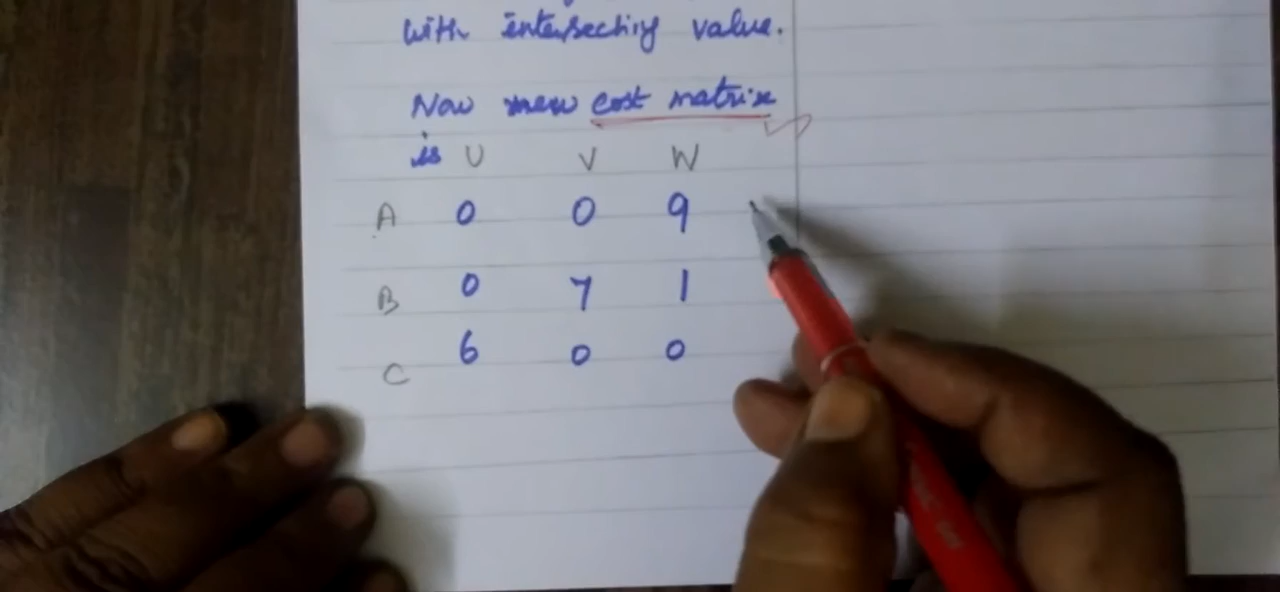 with intersecting value.
Now new cost matrix
is U V W
A 0 0 9
B 0 7 1
C 6 0 0